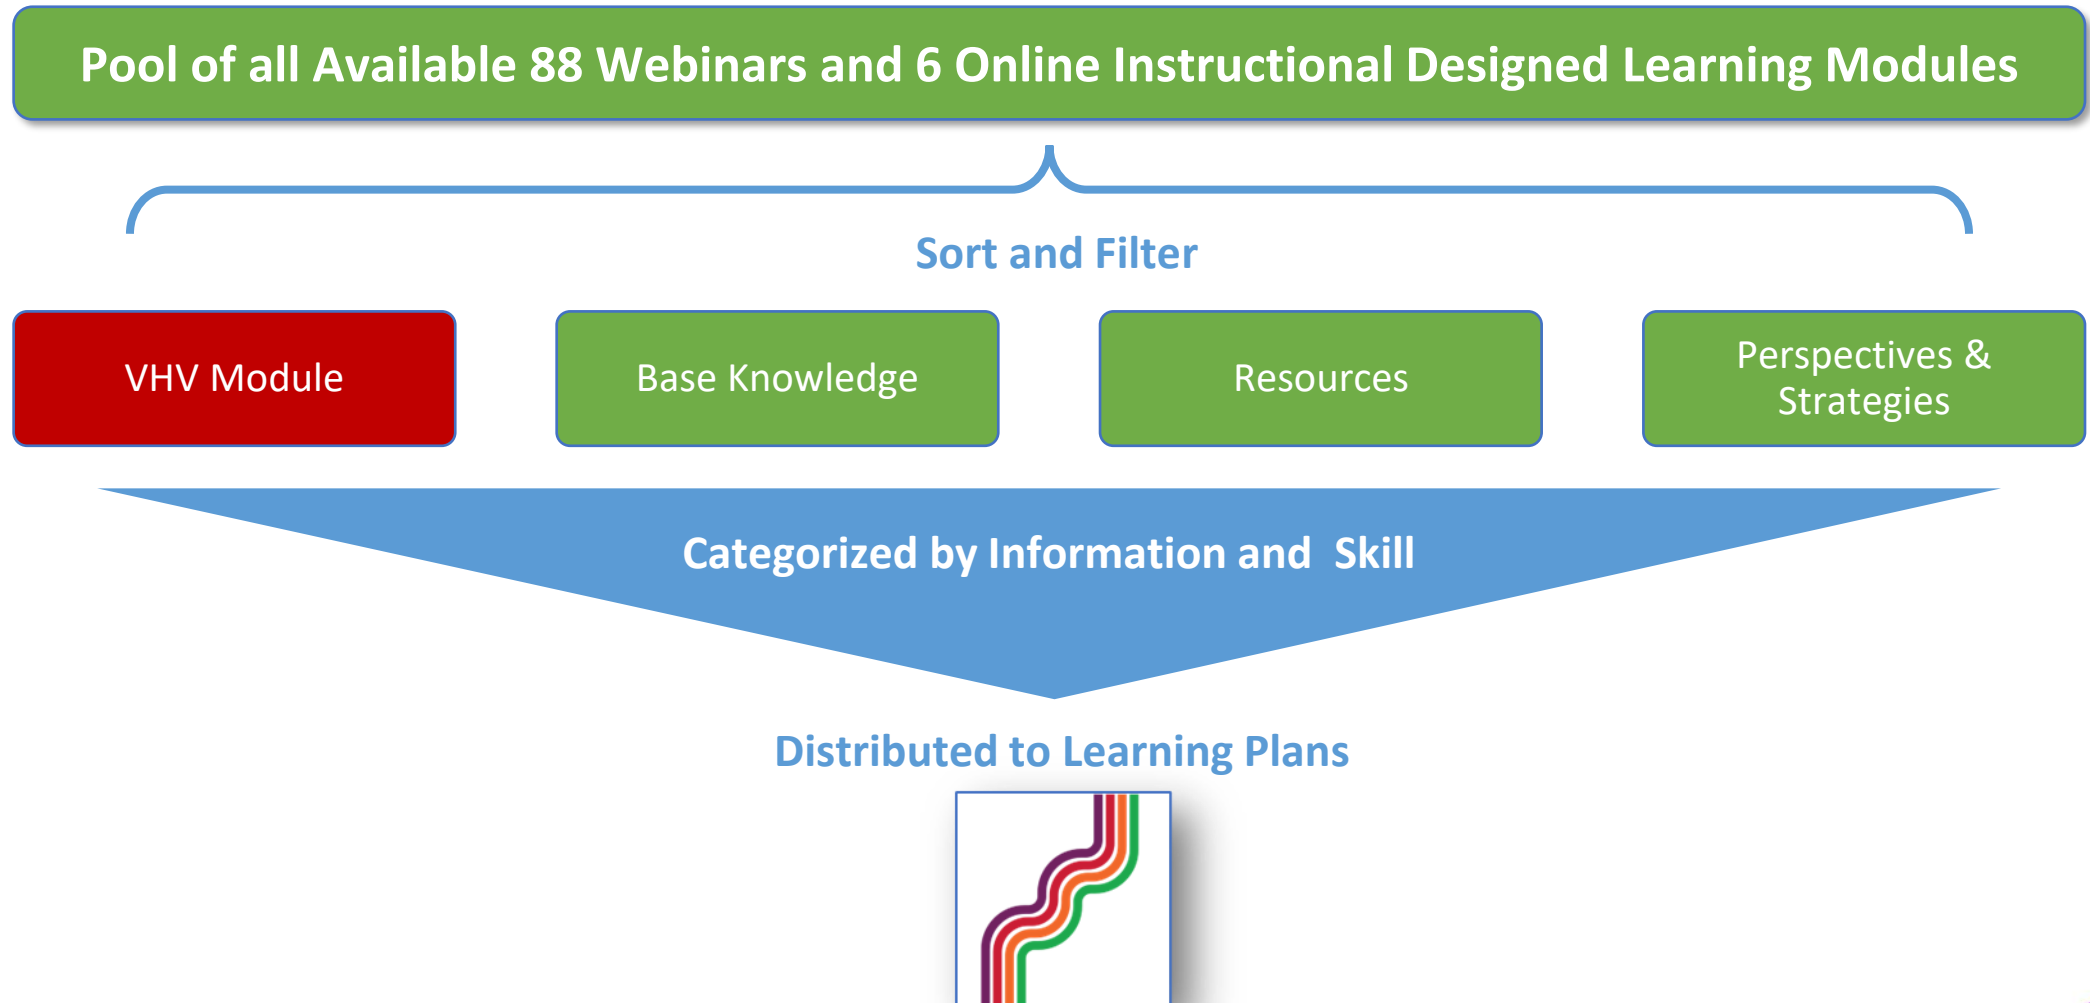 Pool of all Available 88 Webinars and 6 Online Instructional Designed Learning Modules
Sort and Filter
VHV Module
Base Knowledge
Resources
Perspectives &
Strategies
Categorized by Information and  Skill
Distributed to Learning Plans